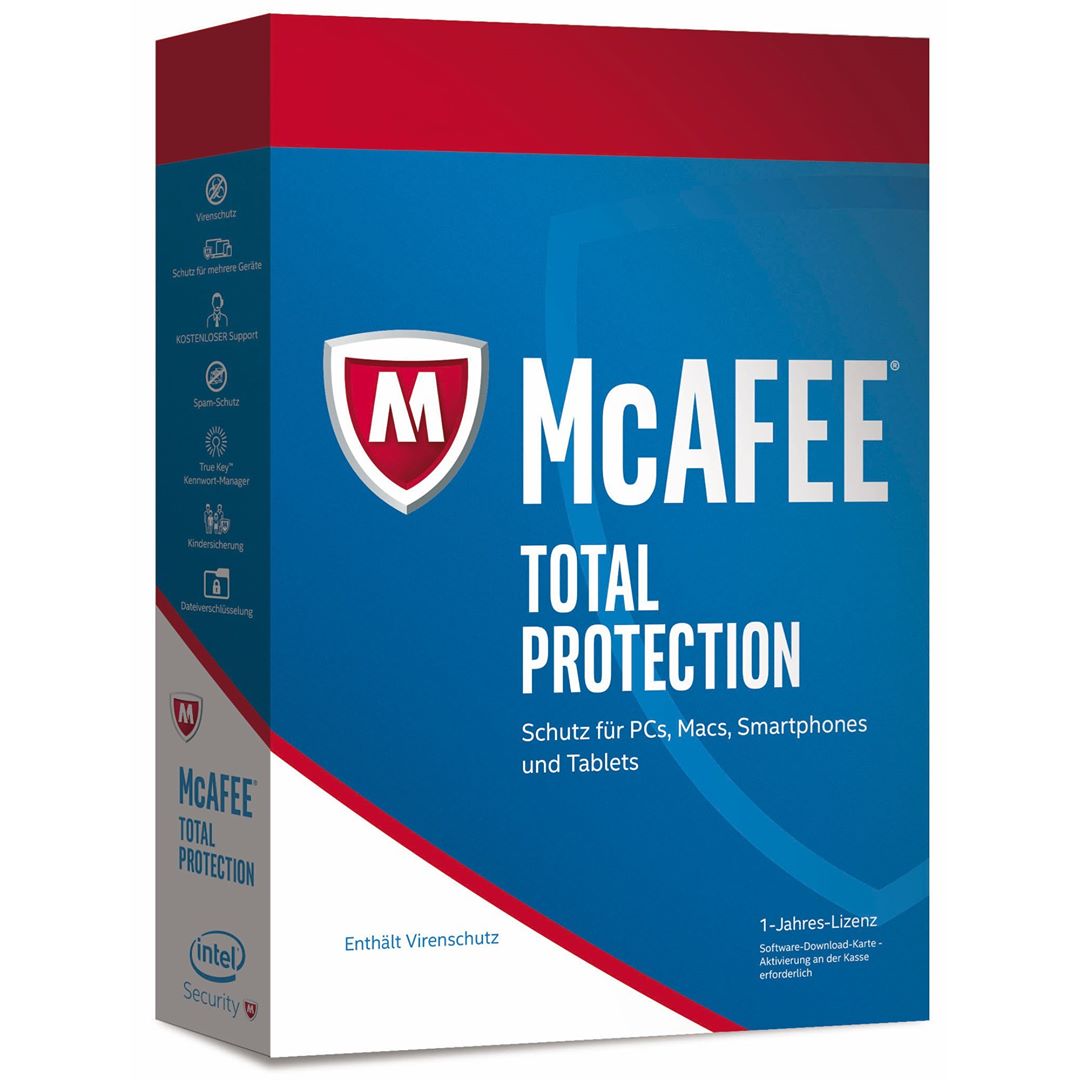 Virenschutz
Schutz für mehrere Geräte
KOSTENLOSER Support
Spam-Schutz
True Key™
Kennwort-Manager
Kindersicherung
Dateiverschlüsselung
M
McAFEE®
TOTAL
PROTECTION
intel
Security M
M
McAFEE®
TOTAL
PROTECTION
Schutz für PCs, Macs, Smartphones
und Tablets
Enthält Virenschutz
1-Jahres-Lizenz
Software-Download-Karte -
Aktivierung an der Kasse
erforderlich